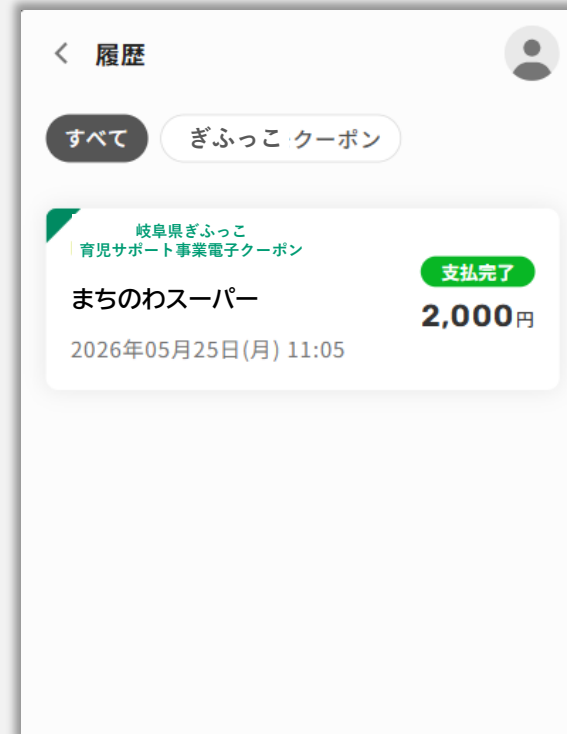 履歴
すべて
ぎふっこ クーポン
岐阜県ぎふっこ
育児サポート事業電子クーポン
支払完了
まちのわスーパー
2,000円
2026年05月25日(月) 11:05